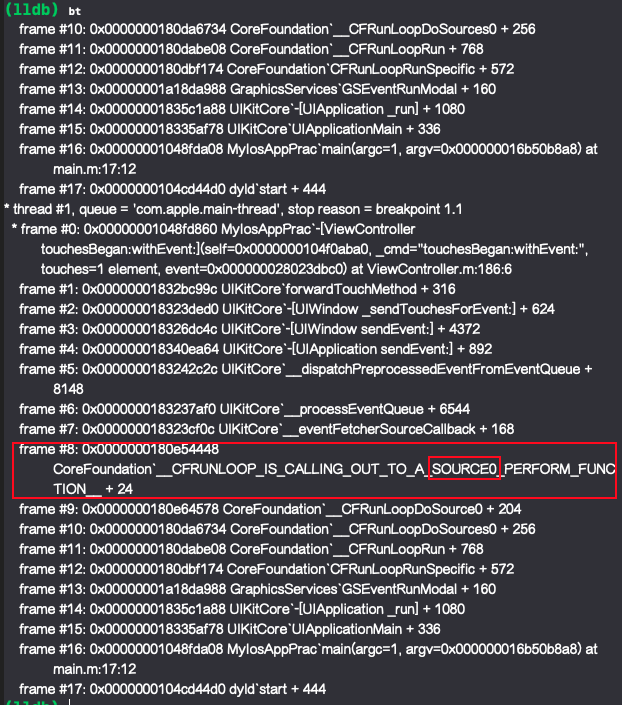 (lldb) bt
frame #10: 0x0000000180da6734 CoreFoundation`__CFRunLoopDoSources0 + 256
frame #11: 0x0000000180dabe08 CoreFoundation`__CFRunLoopRun + 768
frame #12: 0x0000000180dbf174 CoreFoundation`CFRunLoopRunSpecific + 572
frame #13: 0x00000001a18da988 GraphicsServices`GSEventRunModal + 160
frame #14: 0x00000001835c1a88 UIKitCore`-[UIApplication _run] + 1080
frame #15: 0x000000018335af78 UIKitCore`UIApplicationMain + 336
frame #16: 0x00000001048fda08 MyIosAppPrac`main(argc=1, argv=0x000000016b50b8a8) at
main.m:17:12
frame #17: 0x0000000104cd44d0 dyld`start + 444
* thread #1, queue = 'com.apple.main-thread', stop reason = breakpoint 1.1
* frame #0: 0x00000001048fd860 MyIosAppPrac`-[ViewController
touchesBegan:withEvent:](self=0x0000000104f0aba0, _cmd="touchesBegan:withEvent:",
touches=1 element, event=0x000000028023dbc0) at ViewController.m:186:6
frame #1: 0x00000001832bc99c UIKitCore`forwardTouchMethod + 316
frame #2: 0x00000018323ded0 UIKitCore`-[UIWindow _sendTouchesForEvent:] + 624
frame #3: 0x00000018326dc4c UIKitCore`-[UIWindow sendEvent:] + 4372
frame #4: 0x000000018340ea64 UIKitCore`-[UIApplication sendEvent:] + 892
frame #5: 0x000000183242c2c UIKitCore`__dispatchPreprocessedEventFromEventQueue +
8148
frame #6: 0x000000183237af0 UIKitCore`__processEventQueue + 6544
frame #7: 0x00000018323cf0c UIKitCore`__eventFetcherSourceCallback + 168
frame #8: 0x0000000180e54448
CoreFoundation`__CFRUNLOOP_IS_CALLING_OUT_TO_A_SOURCE0_PERFORM_FUNC
TION__ + 24
frame #9: 0x0000000180e64578 CoreFoundation`__CFRunLoopDoSource0 + 204
frame #10: 0x0000000180da6734 CoreFoundation`__CFRunLoopDoSources0 + 256
frame #11: 0x0000000180dabe08 CoreFoundation`__CFRunLoopRun + 768
frame #12: 0x0000000180dbf174 CoreFoundation`CFRunLoopRunSpecific + 572
frame #13: 0x00000001a18da988 GraphicsServices`GSEventRunModal + 160
frame #14: 0x00000001835c1a88 UIKitCore`-[UIApplication _run] + 1080
frame #15: 0x000000018335af78 UIKitCore`UIApplicationMain + 336
frame #16: 0x00000001048fda08 MyIosAppPrac`main(argc=1, argv=0x000000016b50b8a8) at
main.m:17:12
frame #17: 0x0000000104cd44d0 dyld`start + 444
(lldb)